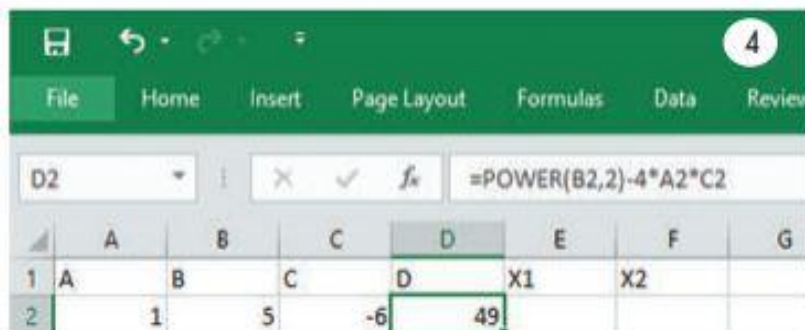 4
File Home Insert Page Layout Formulas Data Review
D2 fx =POWER(B2,2)-4*A2*C2
A B C D E F G
1 A B C D X1 X2
2 1 5 -6 49